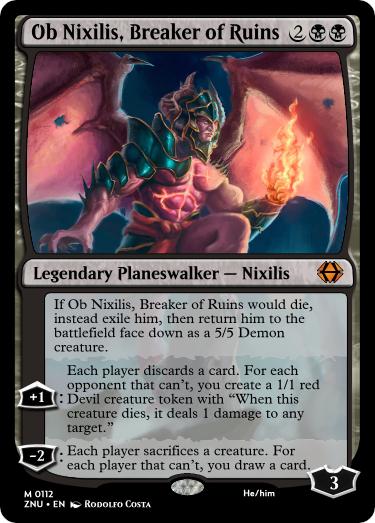 Ob Nixilis, Breaker of Ruins 2
Legendary Planeswalker — Nixilis
If Ob Nixilis, Breaker of Ruins would die,
instead exile him, then return him to the
battlefield face down as a 5/5 Demon
creature.
Each player discards a card. For each
opponent that can't, you create a 1/1 red
+1: Devil creature token with “When this
creature dies, it deals 1 damage to any
target.”
-2: Each player sacrifices a creature. For
each player that can't, you draw a card.
3
M 0112
He/him
ZNU • EN Rodolfo Costa